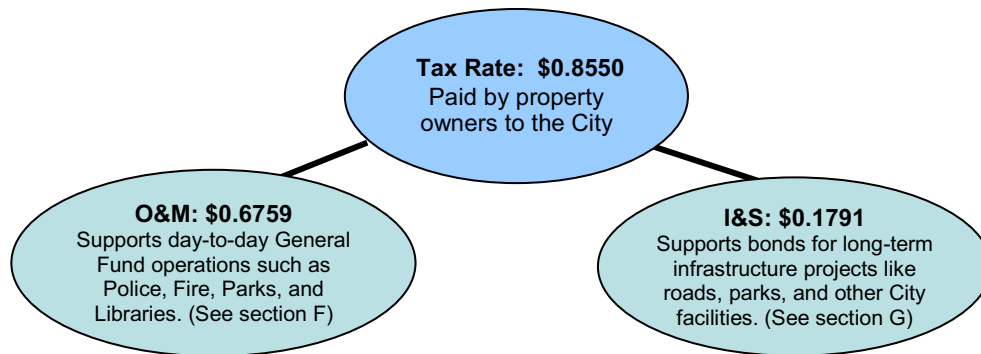 Tax Rate:  $0.8550
Paid by property
owners to the City
O&M: $0.6759
Supports day-to-day General
Fund operations such as
Police, Fire, Parks, and
Libraries. (See section F)
I&S: $0.1791
Supports bonds for long-term
infrastructure projects like
roads, parks, and other City
facilities. (See section G)